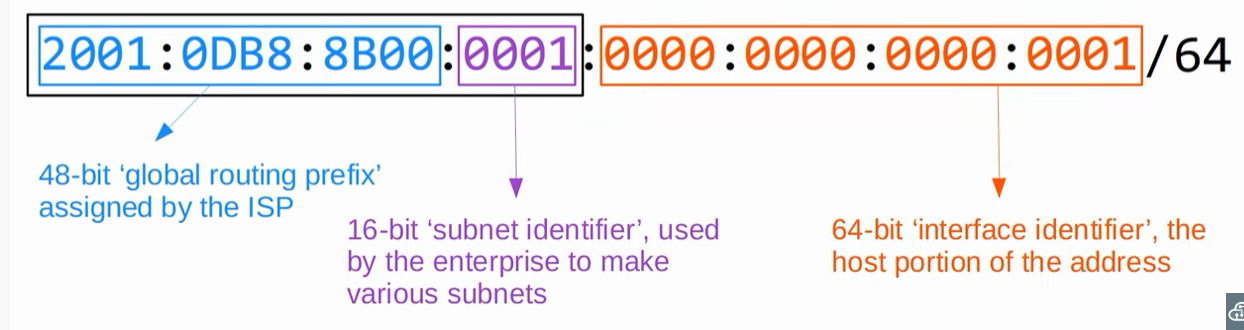 2001:0DB8:8B00:0001:0000:0000:0000:0001/64
48-bit ‘global routing prefix’
assigned by the ISP
16-bit ‘subnet identifier’, used
by the enterprise to make
various subnets
64-bit ‘interface identifier’, the
host portion of the address